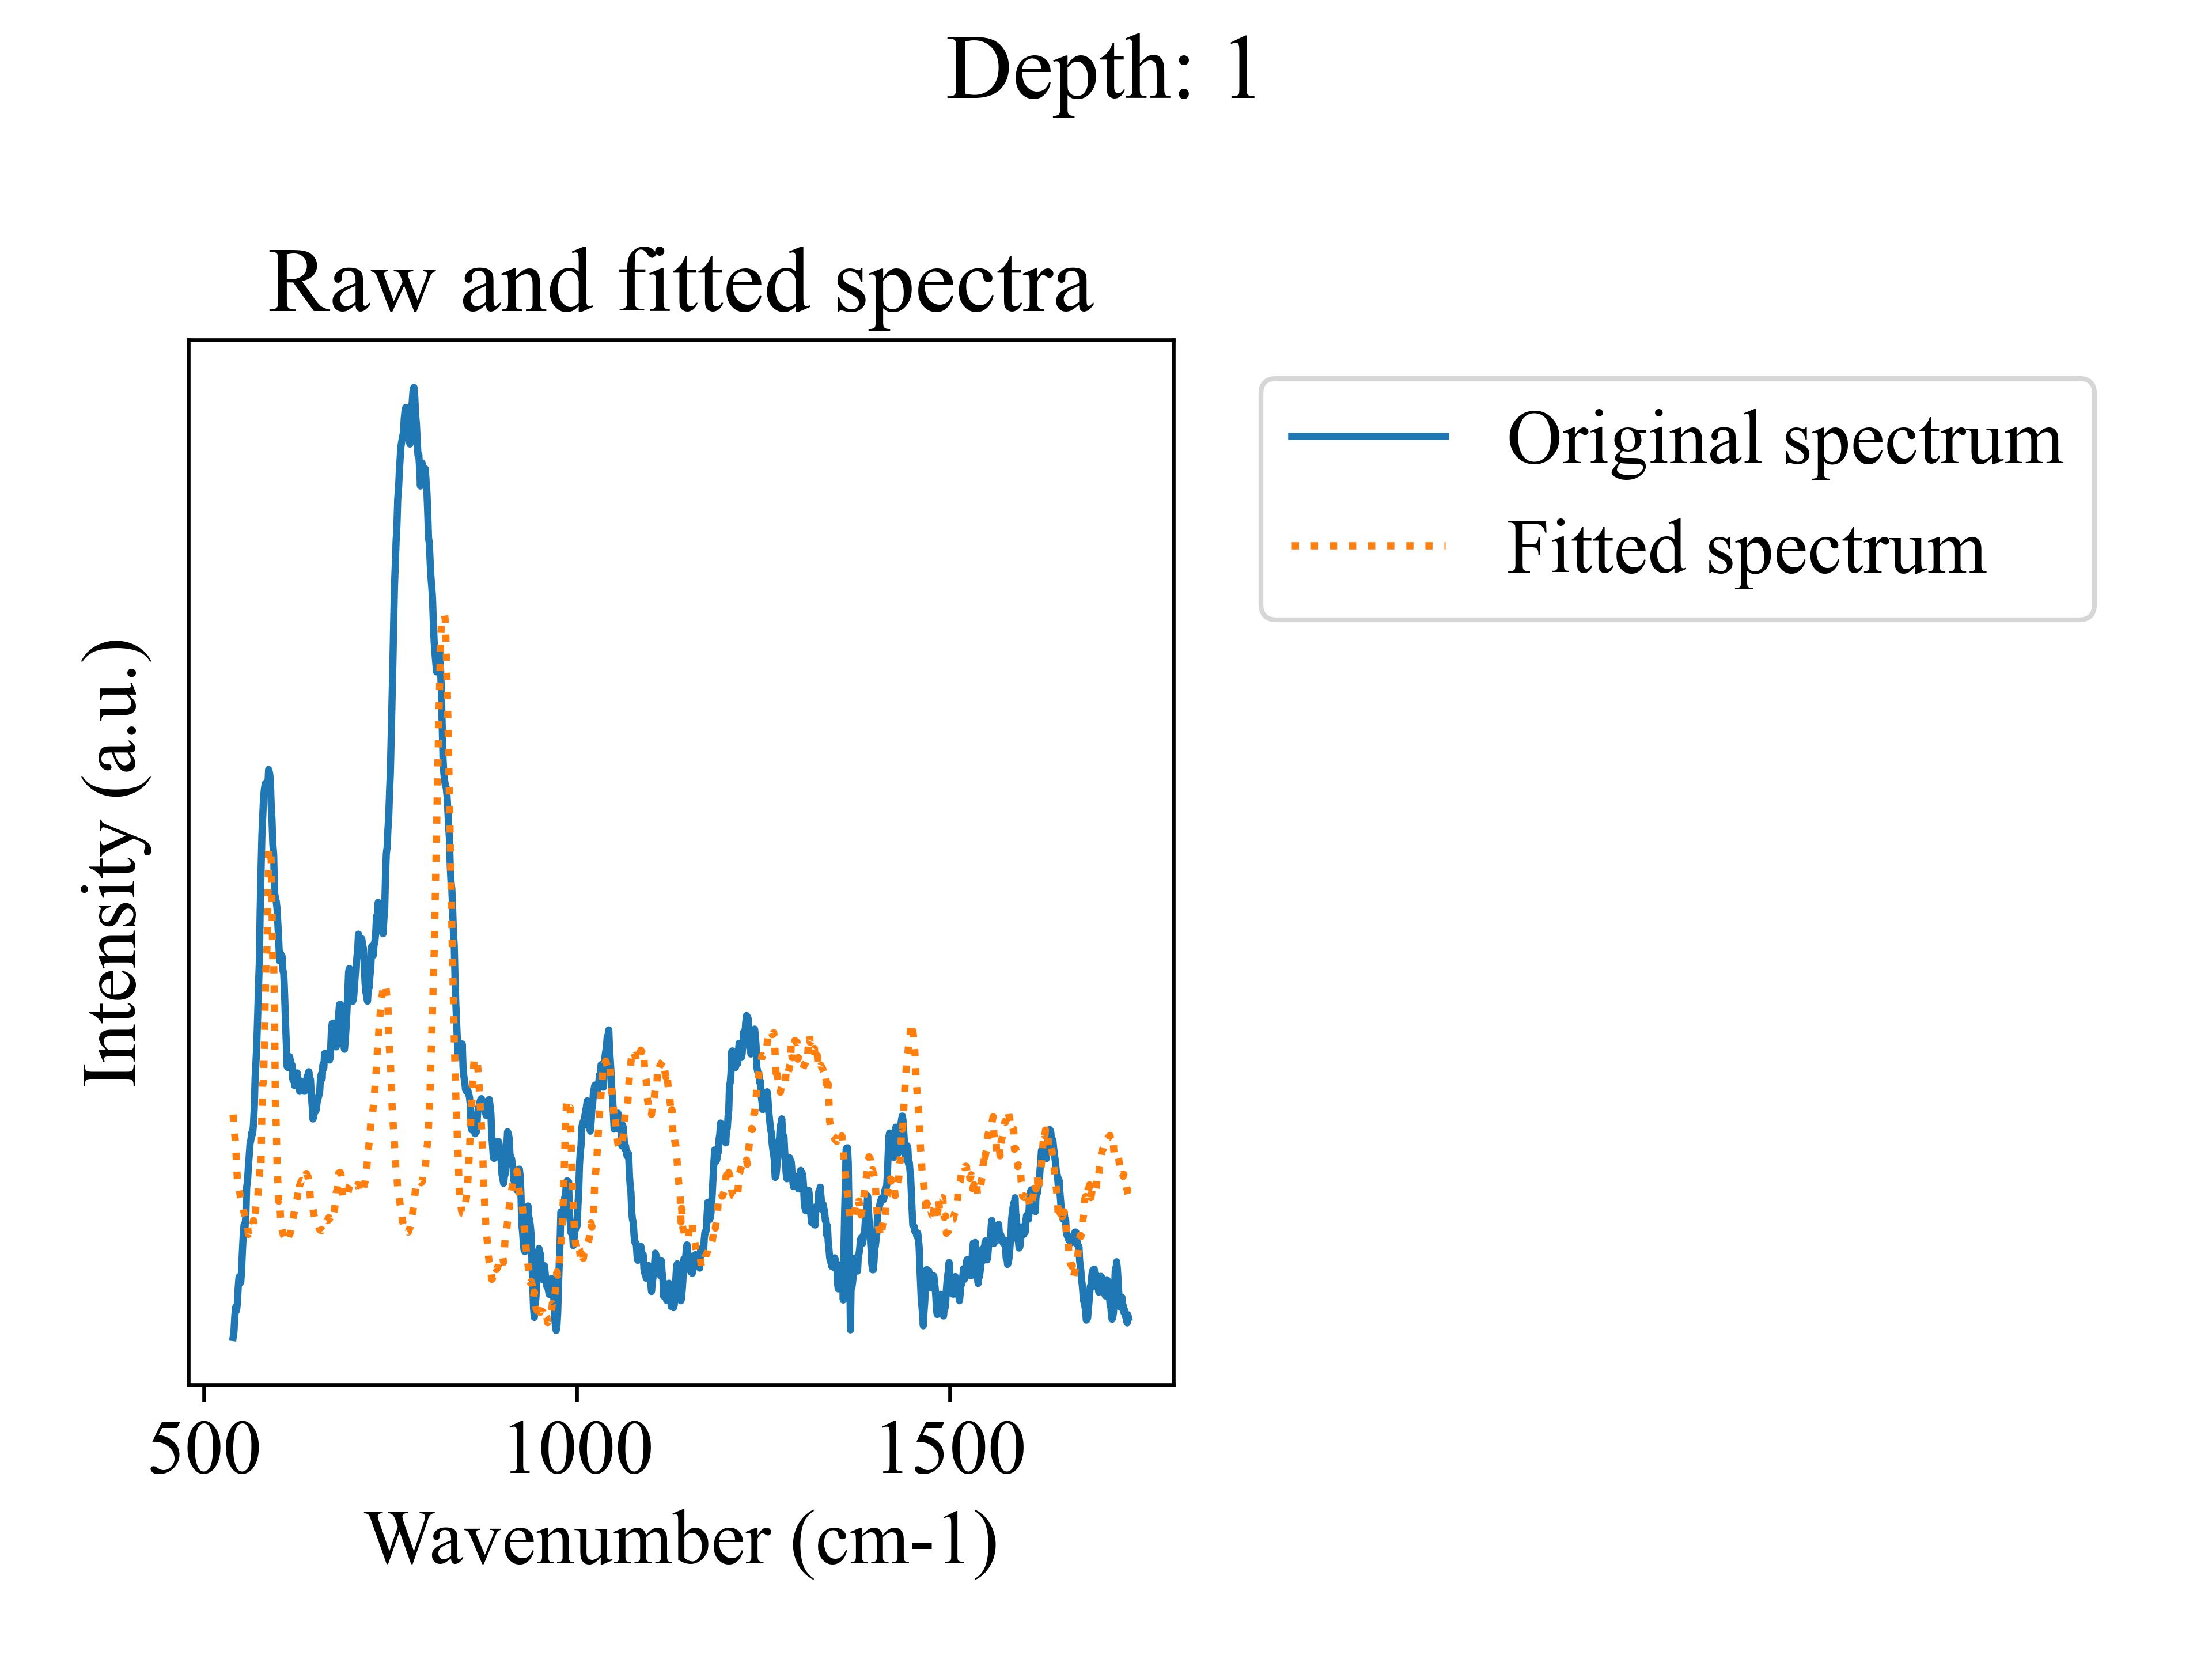 Depth: 1
Raw and fitted spectra
Original spectrum
Fitted spectrum
Intensity (a.u.)
500 1000 1500
Wavenumber (cm-1)